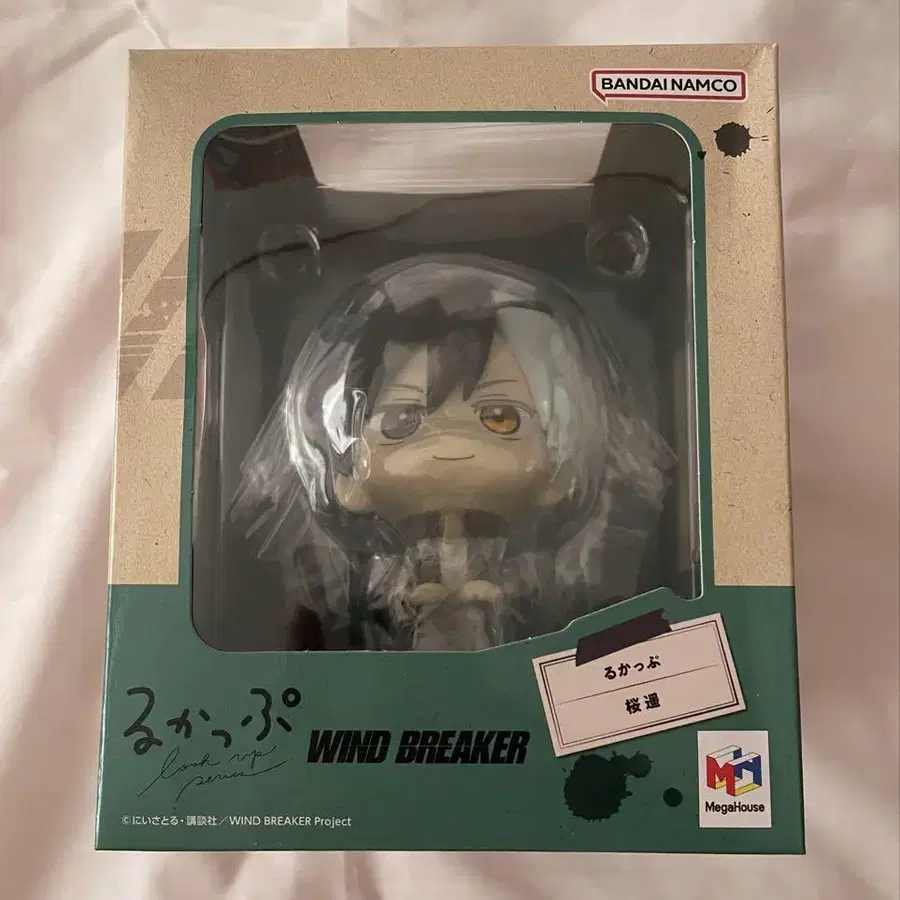 BANDAI NAMCO
るかっぷ
桜遥
るかっぷ
look up
series
WIND BREAKER
MegaHouse
©にいさとる・講談社／WIND BREAKER Project